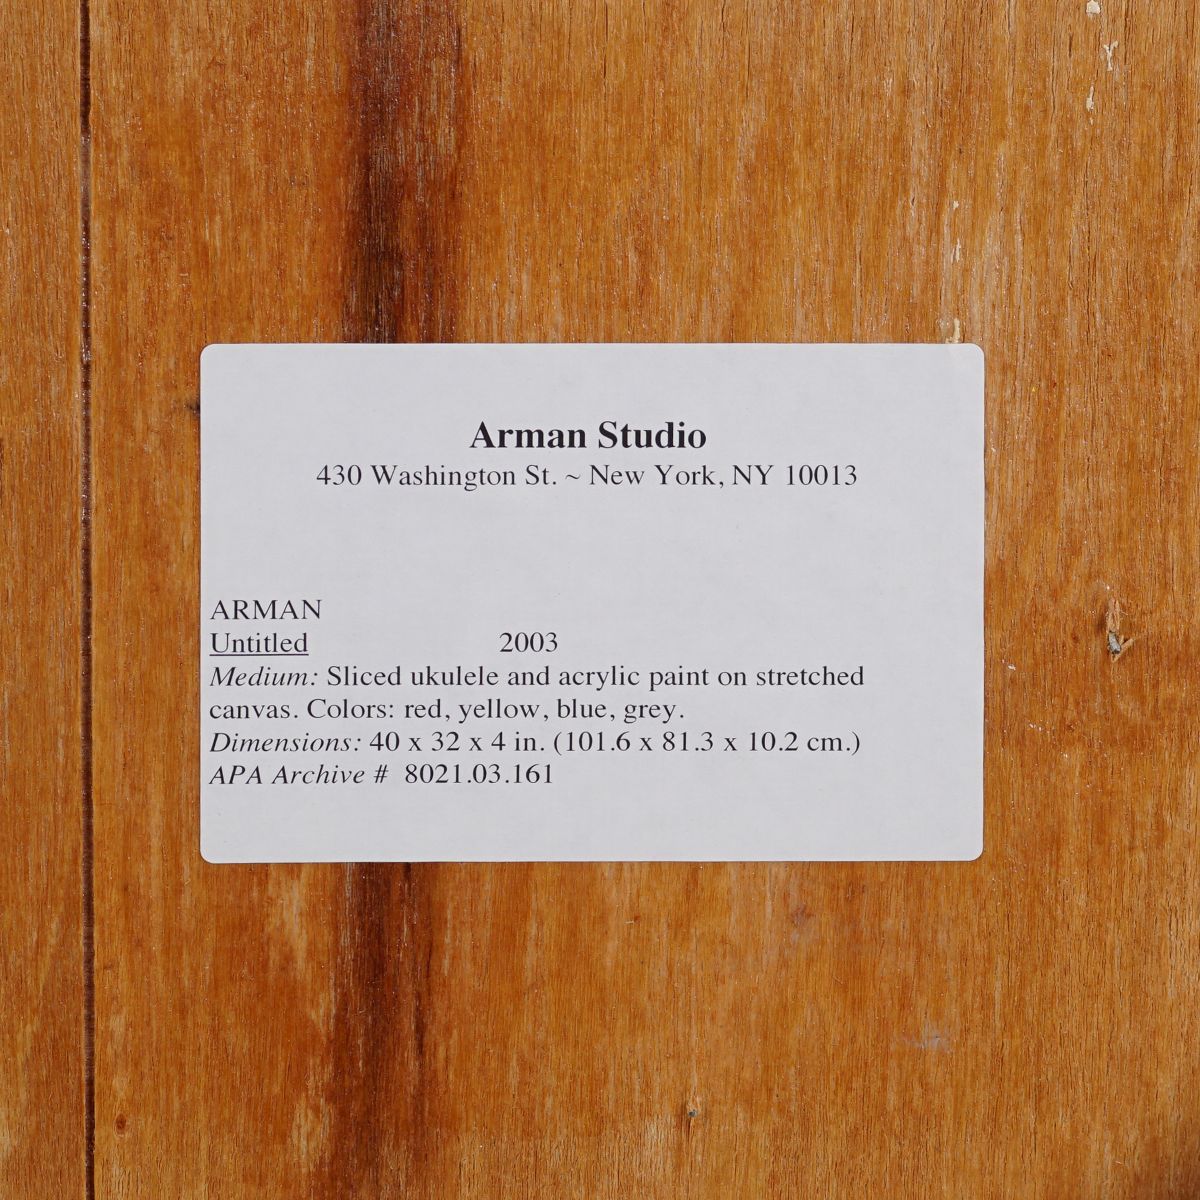 Arman Studio
430 Washington St. ~ New York, NY 10013
ARMAN
Untitled 2003
Medium: Sliced ukulele and acrylic paint on stretched
canvas. Colors: red, yellow, blue, grey.
Dimensions: 40 x 32 x 4 in. (101.6 x 81.3 x 10.2 cm.)
APA Archive # 8021.03.161